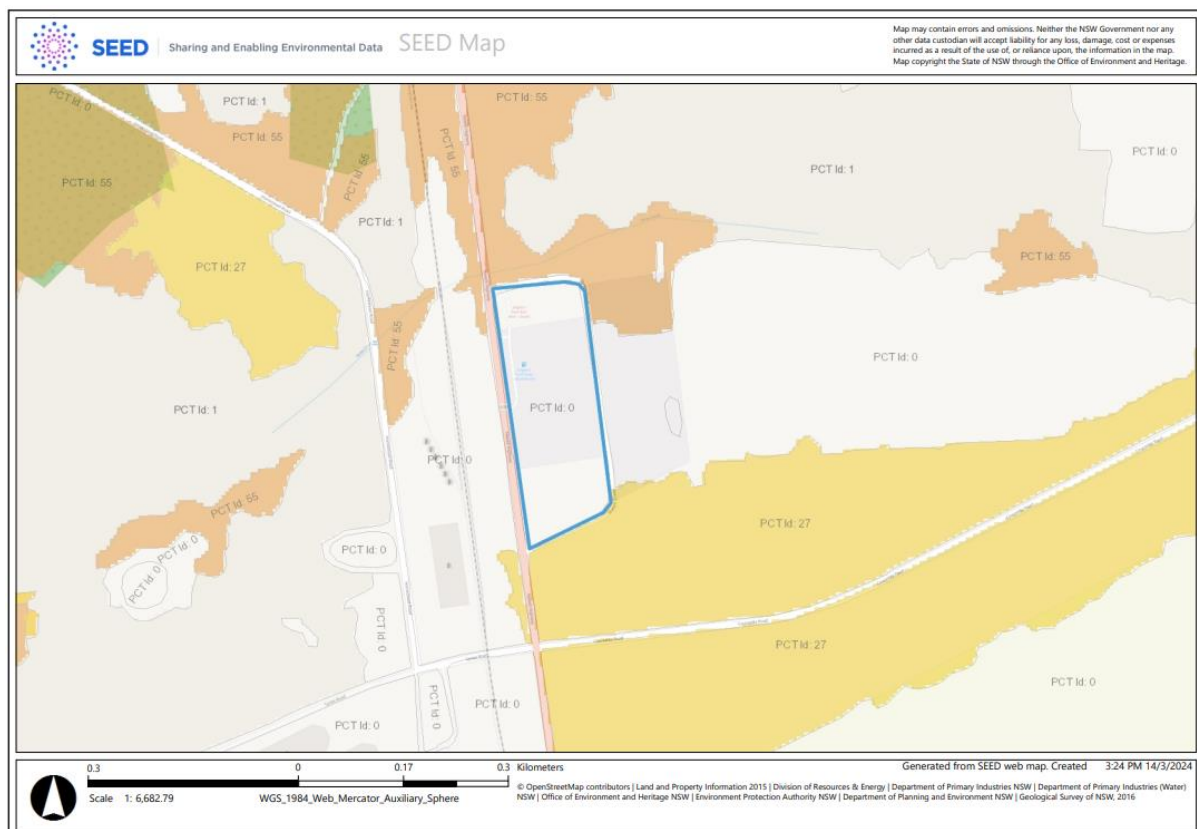 SEED
Sharing and Enabling Environmental Data
SEED Map
Map may contain errors and omissions. Neither the NSW Government nor any
other data custodian will accept liability for any loss, damage, cost or expenses
incurred as a result of the use of, or reliance upon, the information in the map.
Map copyright the State of NSW through the Office of Environment and Heritage.
PCT Id: 0
PCT Id: 1
PCT Id: 55
PCT Id: 55
PCT Id: 55
PCT Id: 55
PCT Id: 55
PCT Id: 1
PCT Id: 0
PCT Id: 55
PCT Id: 1
PCT Id: 27
PCT Id: 55
PCT Id: 55
PCT Id: 0
PCT Id: 1
PCT Id: 0
PCT Id: 0
PCT Id: 55
PCT Id: 27
PCT Id: 0
PCT Id: 0
PCT Id: 0
PCT Id: 0
PCT Id: 27
PCT Id: 0
PCT Id: 0
PCT Id: 0
PCT Id: 0
0.3
0
0.17
0.3 Kilometers
Scale 1: 6,682.79
WGS_1984_Web_Mercator_Auxiliary_Sphere
Generated from SEED web map. Created 3:24 PM 14/3/2024
© OpenStreetMap contributors | Land and Property Information 2015 | Division of Resources & Energy | Department of Primary Industries NSW | Department of Primary Industries (Water)
NSW | Office of Environment and Heritage NSW | Environment Protection Authority NSW | Department of Planning and Environment NSW | Geological Survey of NSW, 2016